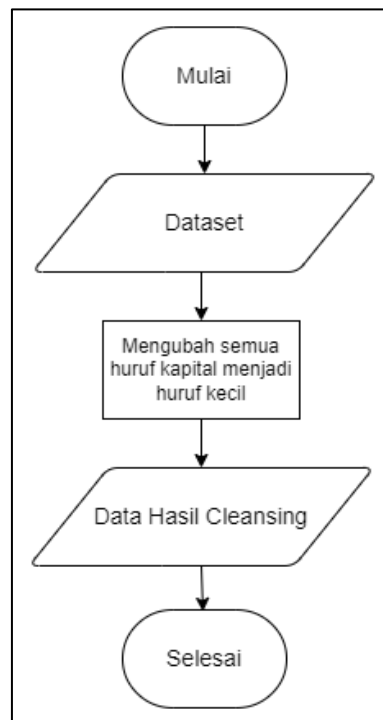 Mulai
Dataset
Mengubah semua
huruf kapital menjadi
huruf kecil
Data Hasil Cleansing
Selesai